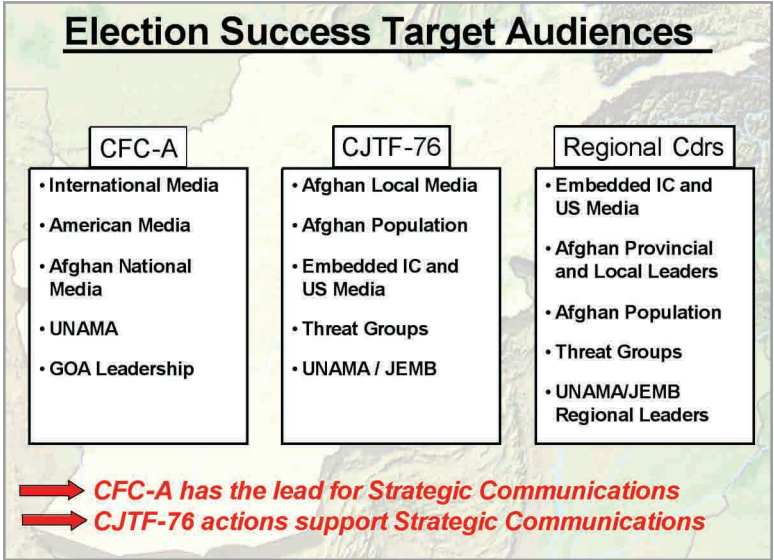 Election Success Target Audiences
CFC-A
• International Media
• American Media
• Afghan National
Media
• UNAMA
• GOA Leadership
CJTF-76
• Afghan Local Media
• Afghan Population
• Embedded IC and
US Media
• Threat Groups
• UNAMA / JEMB
Regional Cdrs
• Embedded IC and
US Media
• Afghan Provincial
and Local Leaders
• Afghan Population
• Threat Groups
• UNAMA/JEMB
Regional Leaders
CFC-A has the lead for Strategic Communications
CJTF-76 actions support Strategic Communications